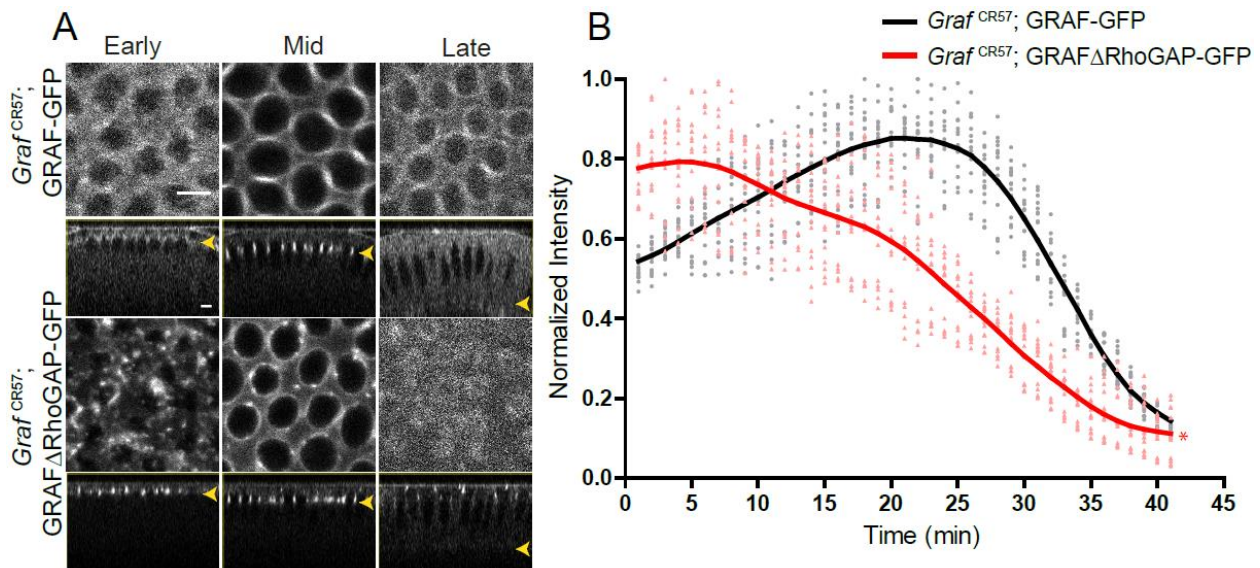 A
Early
Mid
Late
Graf CR57;
GRAF-GFP
Graf CR57;
GRAFΔRhoGAP-GFP
B
Graf CR57; GRAF-GFP
Graf CR57; GRAFΔRhoGAP-GFP
Normalized Intensity
1.0
0.8
0.6
0.4
0.2
0.0
*
0 5 10 15 20 25 30 35 40 45
Time (min)